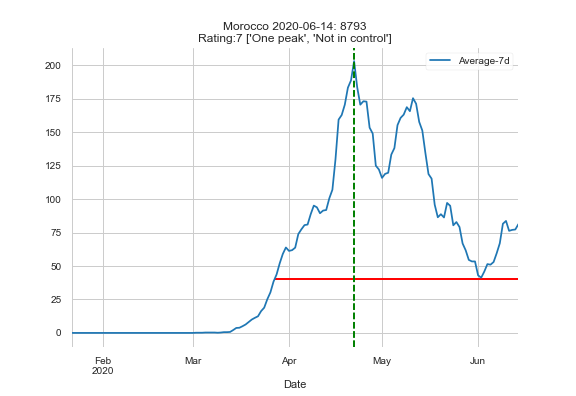 Morocco 2020-06-14: 8793
Rating:7 ['One peak', 'Not in control']
Average-7d
200
175
150
125
100
75
50
25
0
Feb Mar Apr May Jun
2020
Date